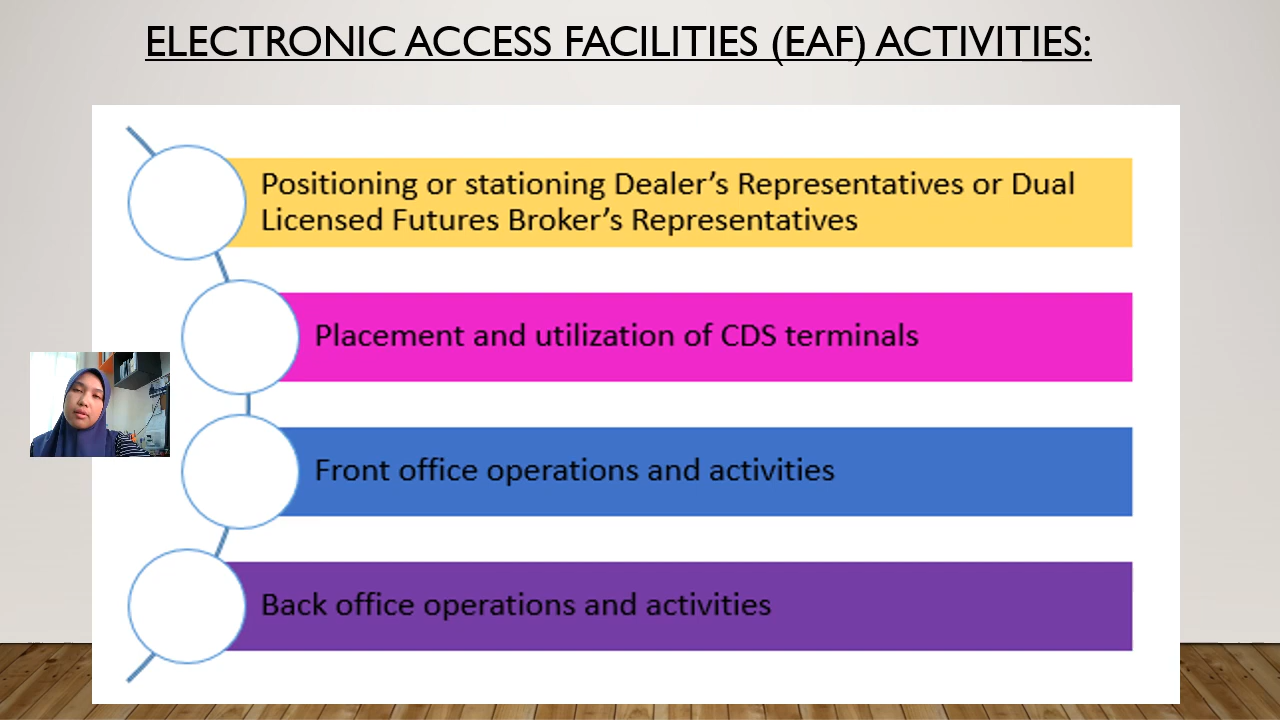 ELECTRONIC ACCESS FACILITIES (EAF) ACTIVITIES:
Positioning or stationing Dealer’s Representatives or Dual
Licensed Futures Broker’s Representatives
Placement and utilization of CDS terminals
Front office operations and activities
Back office operations and activities